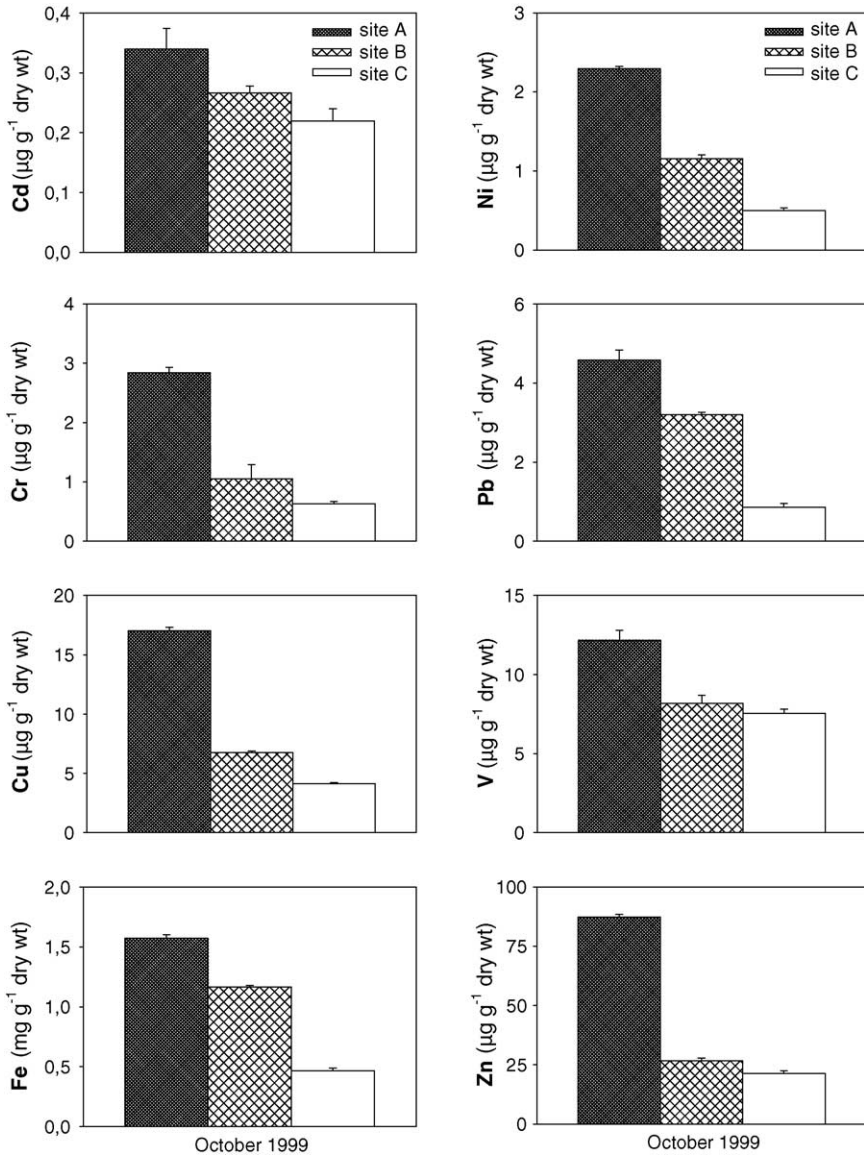 Cd (µg g⁻¹ dry wt)
0,4
0,3
0,2
0,1
0,0
site A
site B
site C
Ni (µg g⁻¹ dry wt)
3
2
1
0
site A
site B
site C
Cr (µg g⁻¹ dry wt)
4
3
2
1
0
Pb (µg g⁻¹ dry wt)
6
4
2
0
Cu (µg g⁻¹ dry wt)
20
15
10
5
0
V (µg g⁻¹ dry wt)
15
10
5
0
Fe (mg g⁻¹ dry wt)
2,0
1,5
1,0
0,5
0,0
October 1999
Zn (µg g⁻¹ dry wt)
100
75
50
25
0
October 1999